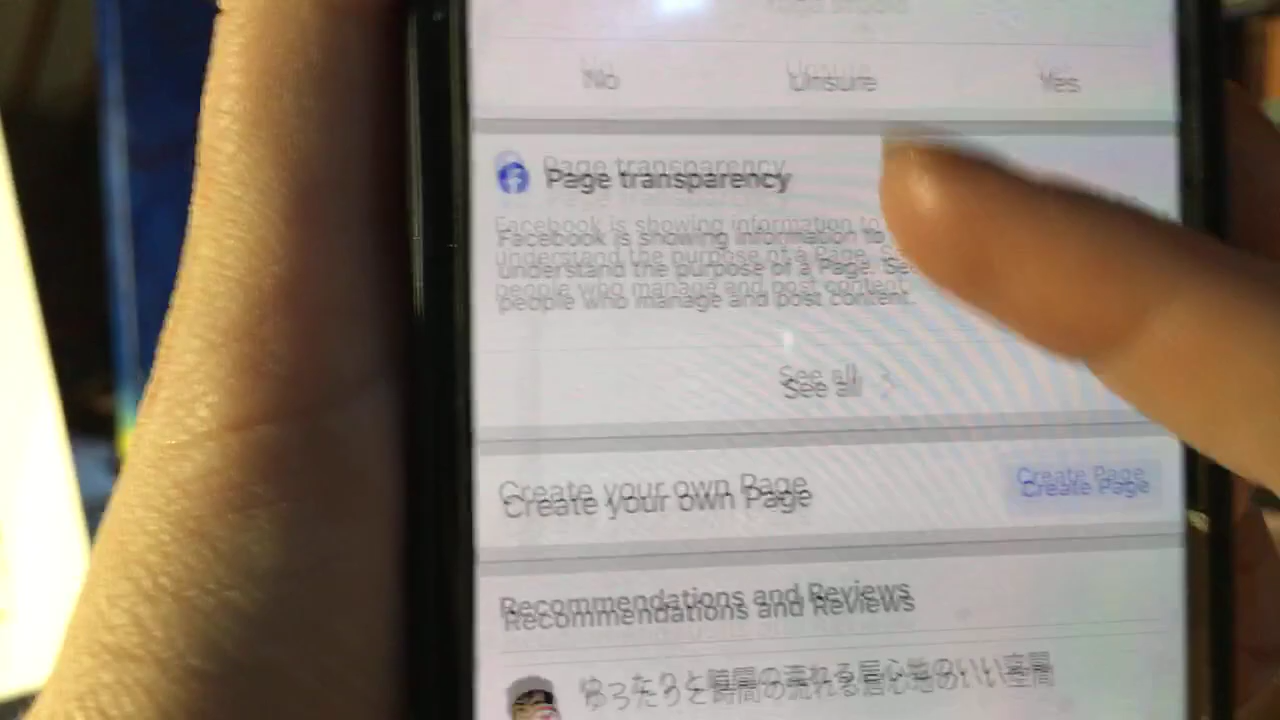 No Unsure Yes
Page transparency
Facebook is showing information to
understand the purpose of a Page. Se
people who manage and post content.
See all
Create your own Page Create Page
Recommendations and Reviews
ゆったりと時間の流れる居心地のいい空間